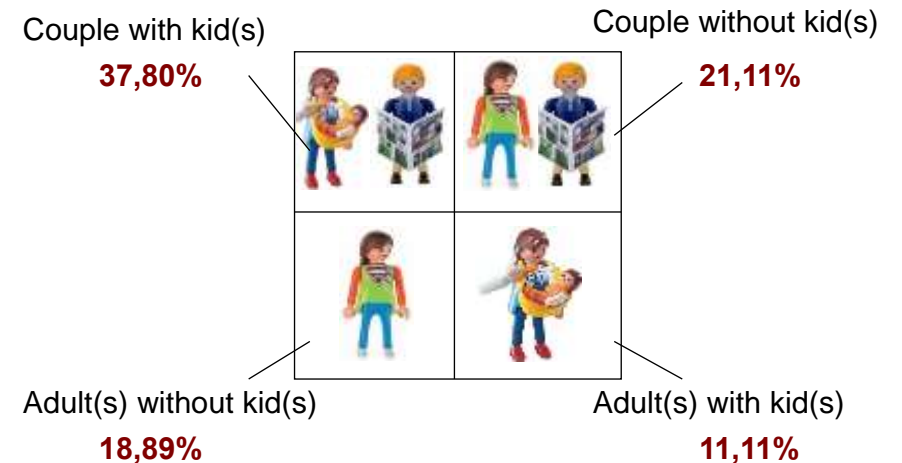 Couple with kid(s)
37,80%
Couple without kid(s)
21,11%
Adult(s) without kid(s)
18,89%
Adult(s) with kid(s)
11,11%